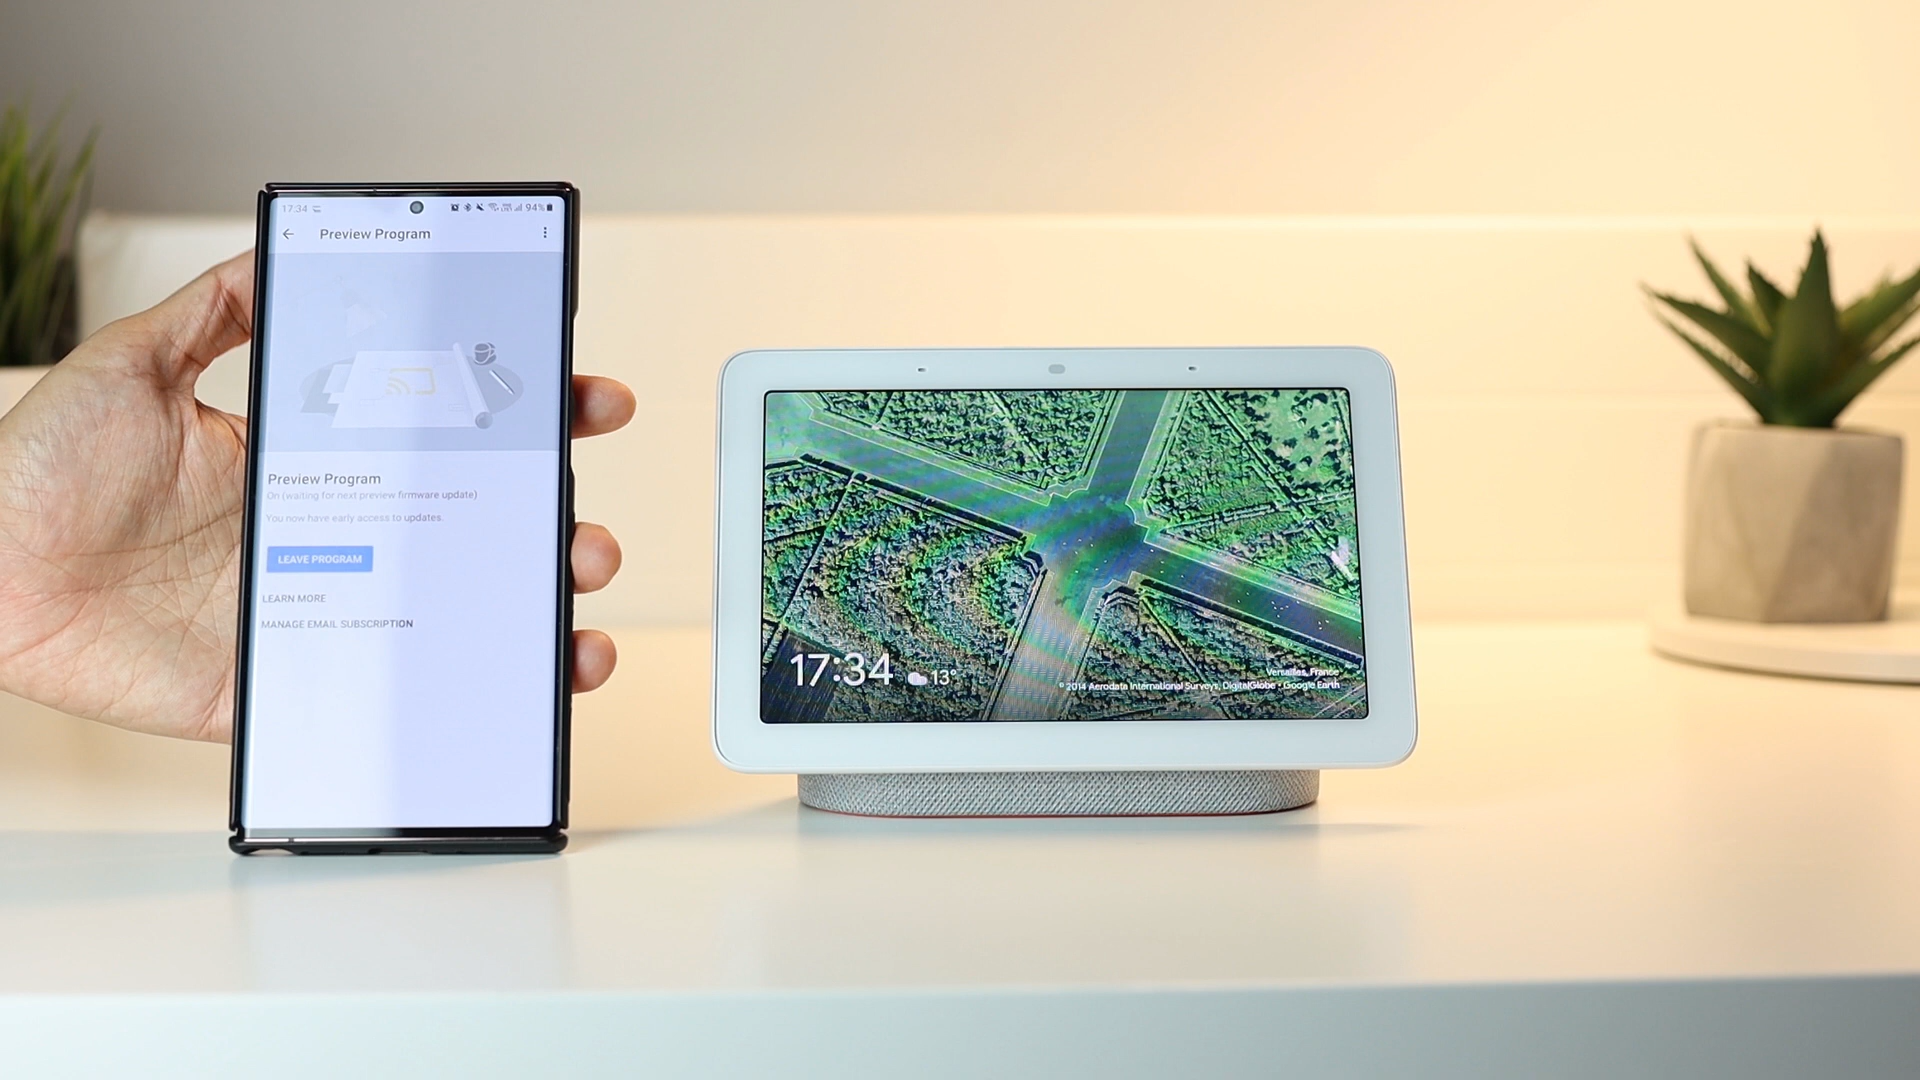 17:34
94%
Preview Program
Preview Program
On (waiting for next preview firmware update)
You now have early access to updates.
LEAVE PROGRAM
LEARN MORE
MANAGE EMAIL SUBSCRIPTION
17:34 13°
Versailles, France
© 2014 Aerodata International Surveys, DigitalGlobe • Google Earth